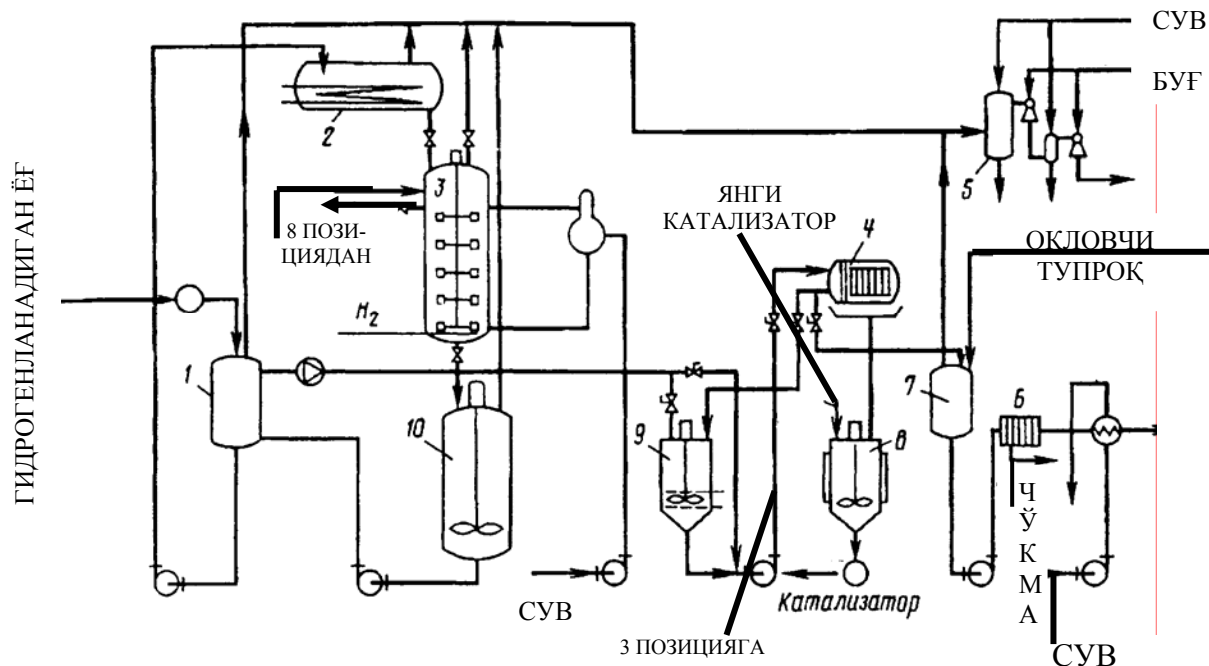 СУВ
БУҒ
2
5
ГИДРОГЕНЛАНАДИГАН ЁҒ
3
8 ПОЗИ-
ЦИЯДАН
ЯНГИ
КАТАЛИЗАТОР
4
ОКЛОВЧИ
ТУПРОҚ
H2
1
7
6
10
9
8
ЧЎКМА
СУВ
Катализатор
3 ПОЗИЦИЯГА
СУВ